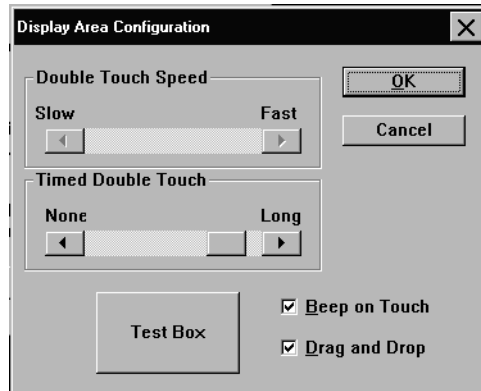 Display Area Configuration
Double Touch Speed
Slow Fast
OK
Cancel
Timed Double Touch
None Long
Test Box
Beep on Touch
Drag and Drop